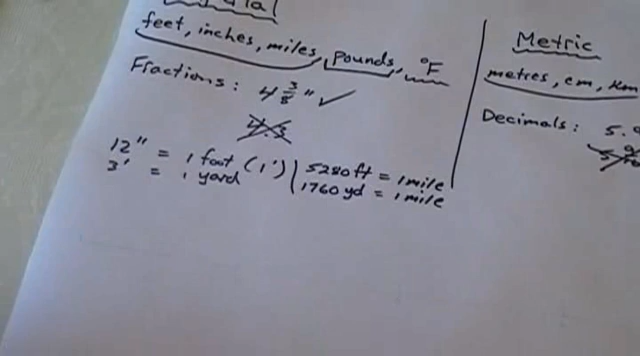 feet, inches, miles, pounds, °F
Fractions: 4 3/8" ✓
12" = 1 foot (1') | 5280 ft = 1 mile
3' = 1 yard | 1760 yd = 1 mile
Metric
metres, cm, km
Decimals: 5.